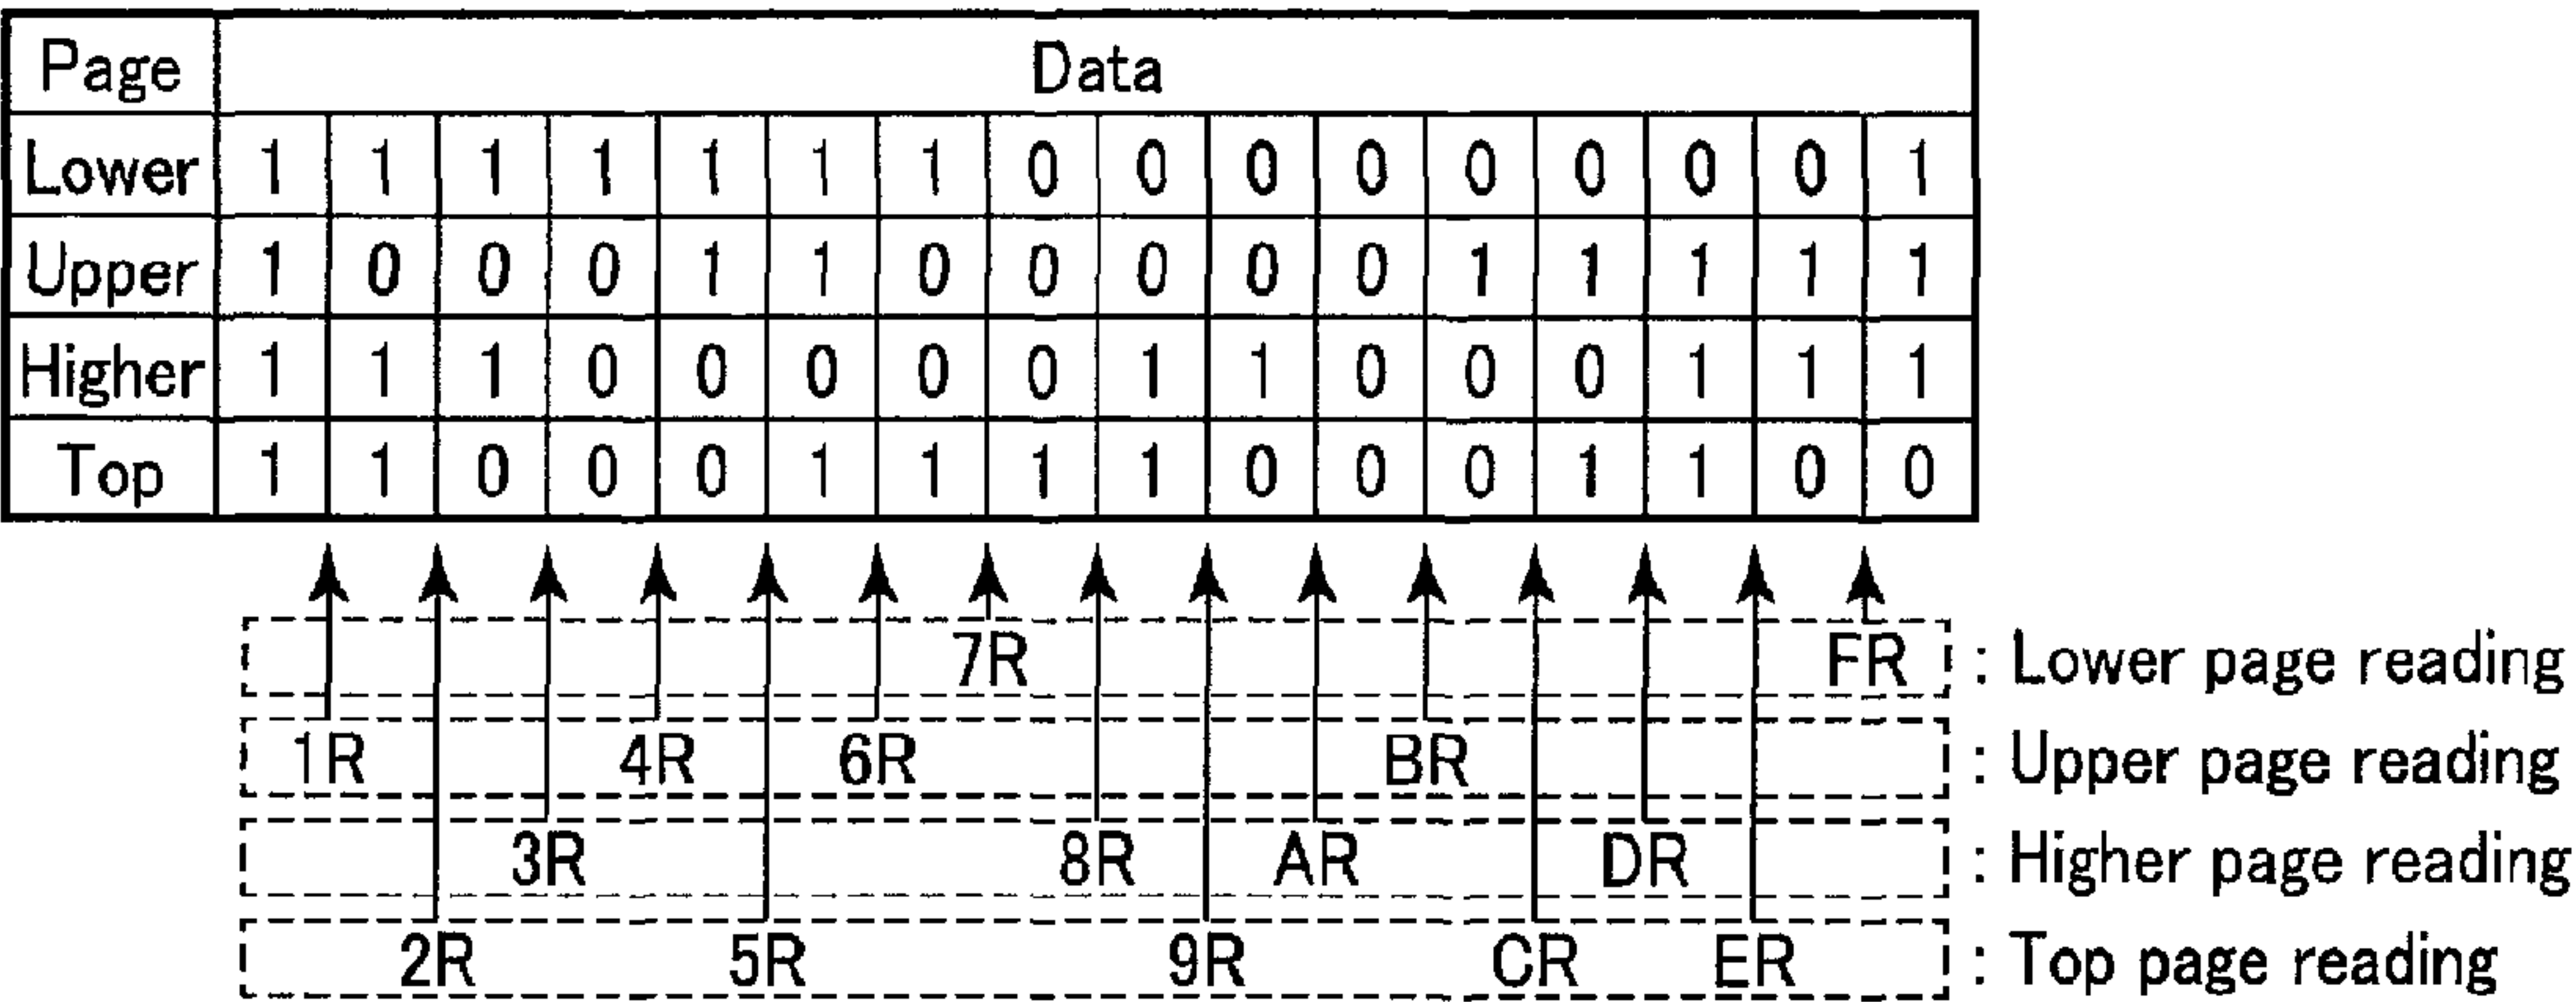 Page Data
Lower 1 1 1 1 1 1 1 0 0 0 0 0 0 0 0 1
Upper 1 0 0 0 1 1 0 0 0 0 0 1 1 1 1 1
Higher 1 1 1 0 0 0 0 0 1 1 0 0 0 1 1 1
Top 1 1 0 0 0 1 1 1 1 0 0 0 1 1 0 0
7R FR : Lower page reading
1R 4R 6R BR : Upper page reading
3R 8R AR DR : Higher page reading
2R 5R 9R CR ER : Top page reading